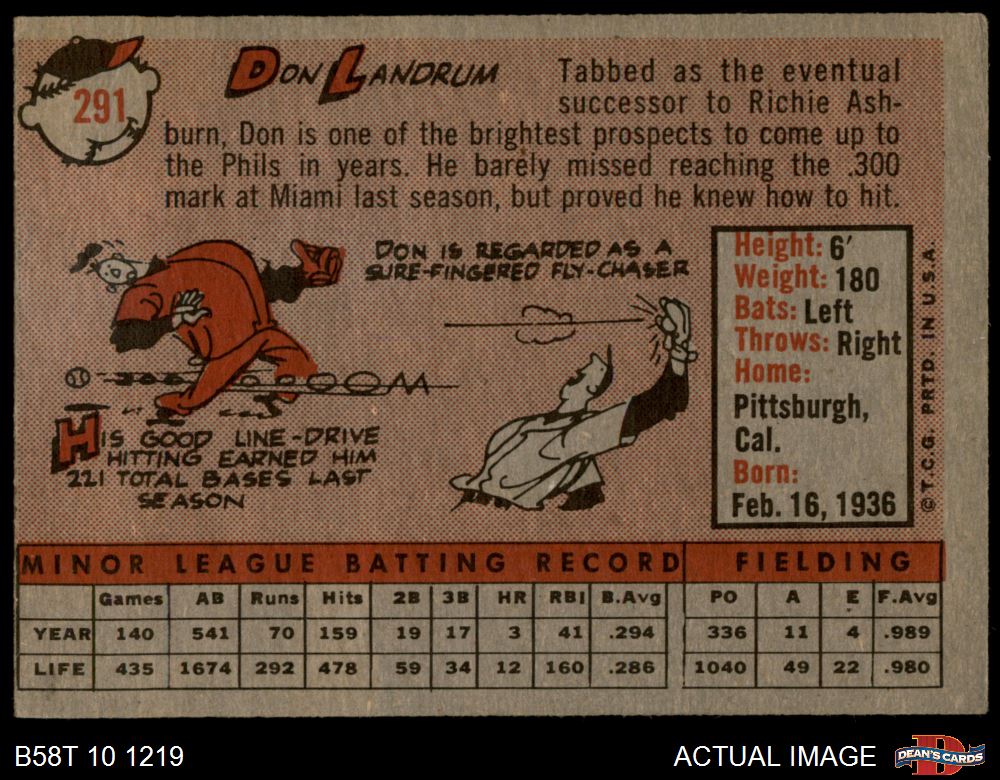 291
DON LANDRUM
Tabbed as the eventual
successor to Richie Ash-
burn, Don is one of the brightest prospects to come up to
the Phils in years. He barely missed reaching the .300
mark at Miami last season, but proved he knew how to hit.
DON IS REGARDED AS A
SURE-FINGERED FLY-CHASER
HIS GOOD LINE-DRIVE
HITTING EARNED HIM
221 TOTAL BASES LAST
SEASON
Height: 6'
Weight: 180
Bats: Left
Throws: Right
Home:
Pittsburgh,
Cal.
Born:
Feb. 16, 1936
© T.C.G. PRTD. IN U.S.A.
MINOR LEAGUE BATTING RECORD FIELDING
Games AB Runs Hits 2B 3B HR RBI B.Avg PO A E F.Avg
YEAR 140 541 70 159 19 17 3 41 .294 336 11 4 .989
LIFE 435 1674 292 478 59 34 12 160 .286 1040 49 22 .980
B58T 10 1219 ACTUAL IMAGE DEAN'S CARDS